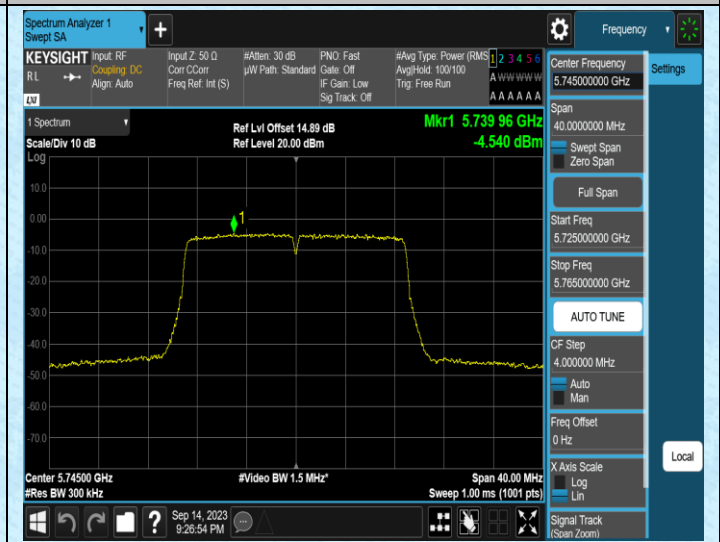 Spectrum Analyzer 1
Swept SA
Frequency
KEYSIGHT
RL
LXI
Input: RF
Coupling: DC
Align: Auto
Input Z: 50 Ω
Corr CCorr
Freq Ref: Int (S)
#Atten: 30 dB
µW Path: Standard
PNO: Fast
Gate: Off
IF Gain: Low
Sig Track: Off
#Avg Type: Power (RMS
Avg|Hold: 100/100
Trig: Free Run
1 2 3 4 5 6
A W W W W W
A A A A A A
1 Spectrum
Scale/Div 10 dB
Log
Ref Lvl Offset 14.89 dB
Ref Level 20.00 dBm
Mkr1 5.739 96 GHz
-4.540 dBm
10.0
0.00
-10.0
-20.0
-30.0
-40.0
-50.0
-60.0
-70.0
1
Center 5.74500 GHz
#Res BW 300 kHz
#Video BW 1.5 MHz*
Span 40.00 MHz
Sweep 1.00 ms (1001 pts)
?
Sep 14, 2023
9:26:54 PM
Center Frequency
5.745000000 GHz
Span
40.0000000 MHz
Swept Span
Zero Span
Full Span
Start Freq
5.725000000 GHz
Stop Freq
5.765000000 GHz
AUTO TUNE
CF Step
4.000000 MHz
Auto
Man
Freq Offset
0 Hz
X Axis Scale
Log
Lin
Signal Track
(Span Zoom)
Settings
Local